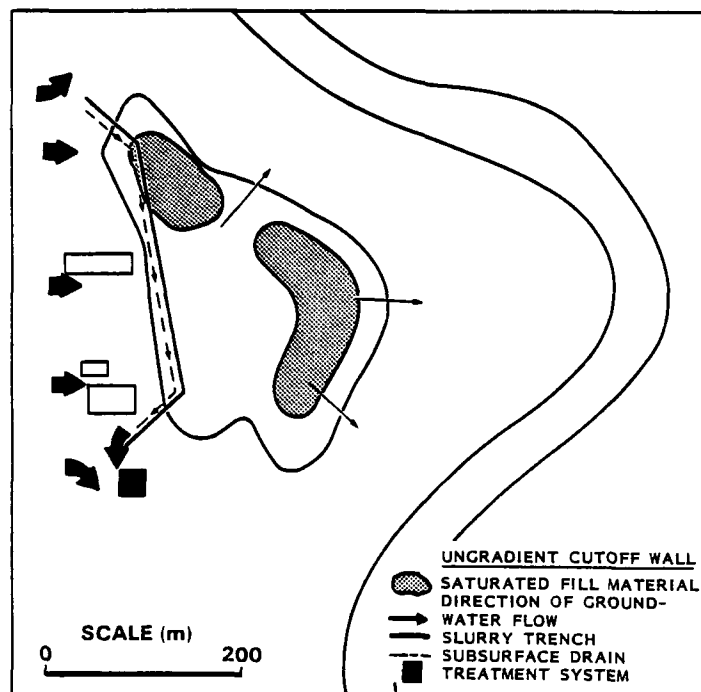 UNGRADIENT CUTOFF WALL
SATURATED FILL MATERIAL
DIRECTION OF GROUND-
WATER FLOW
SLURRY TRENCH
SUBSURFACE DRAIN
TREATMENT SYSTEM
SCALE (m)
0 200